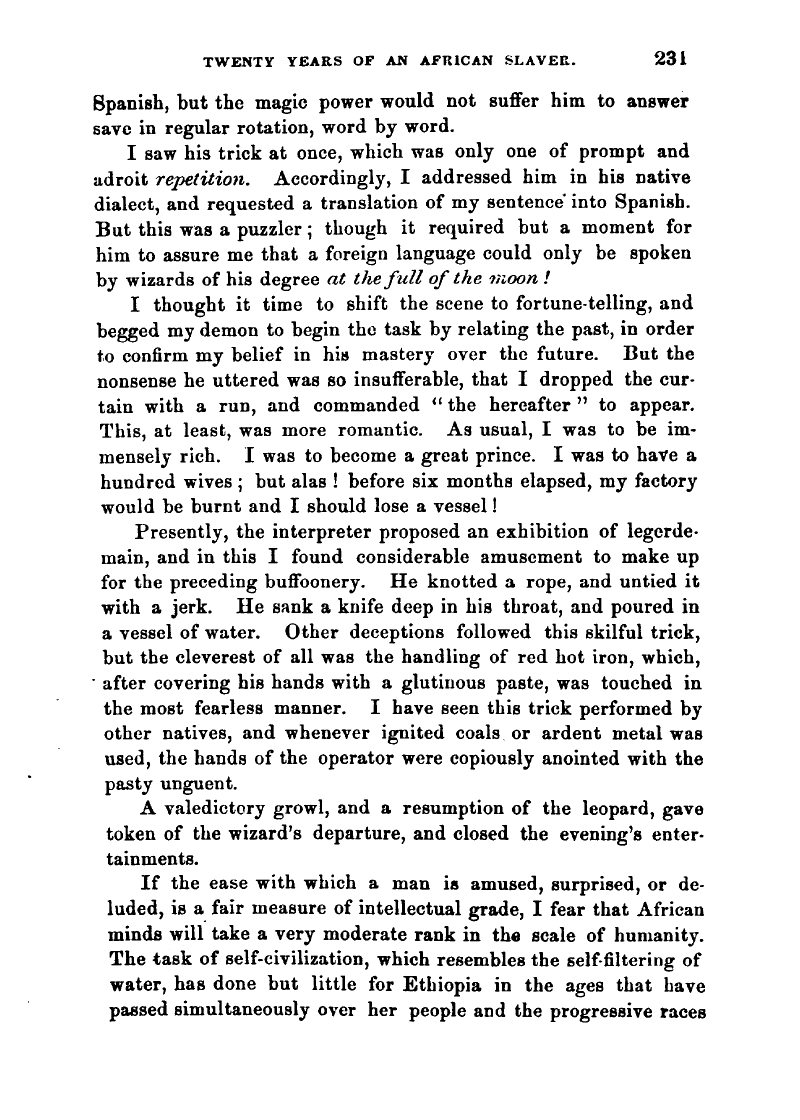 TWENTY YEARS OF AN AFRICAN SLAVER. 231
Spanish, but the magic power would not suffer him to answer
save in regular rotation, word by word.
I saw his trick at once, which was only one of prompt and
adroit repetition. Accordingly, I addressed him in his native
dialect, and requested a translation of my sentence into Spanish.
But this was a puzzler; though it required but a moment for
him to assure me that a foreign language could only be spoken
by wizards of his degree at the full of the moon!
I thought it time to shift the scene to fortune-telling, and
begged my demon to begin the task by relating the past, in order
to confirm my belief in his mastery over the future. But the
nonsense he uttered was so insufferable, that I dropped the cur-
tain with a run, and commanded "the hereafter" to appear.
This, at least, was more romantic. As usual, I was to be im-
mensely rich. I was to become a great prince. I was to have a
hundred wives; but alas! before six months elapsed, my factory
would be burnt and I should lose a vessel!
Presently, the interpreter proposed an exhibition of legerde-
main, and in this I found considerable amusement to make up
for the preceding buffoonery. He knotted a rope, and untied it
with a jerk. He sank a knife deep in his throat, and poured in
a vessel of water. Other deceptions followed this skilful trick,
but the cleverest of all was the handling of red hot iron, which,
after covering his hands with a glutinous paste, was touched in
the most fearless manner. I have seen this trick performed by
other natives, and whenever ignited coals or ardent metal was
used, the hands of the operator were copiously anointed with the
pasty unguent.
A valedictory growl, and a resumption of the leopard, gave
token of the wizard's departure, and closed the evening's enter-
tainments.
If the ease with which a man is amused, surprised, or de-
luded, is a fair measure of intellectual grade, I fear that African
minds will take a very moderate rank in the scale of humanity.
The task of self-civilization, which resembles the self-filtering of
water, has done but little for Ethiopia in the ages that have
passed simultaneously over her people and the progressive races